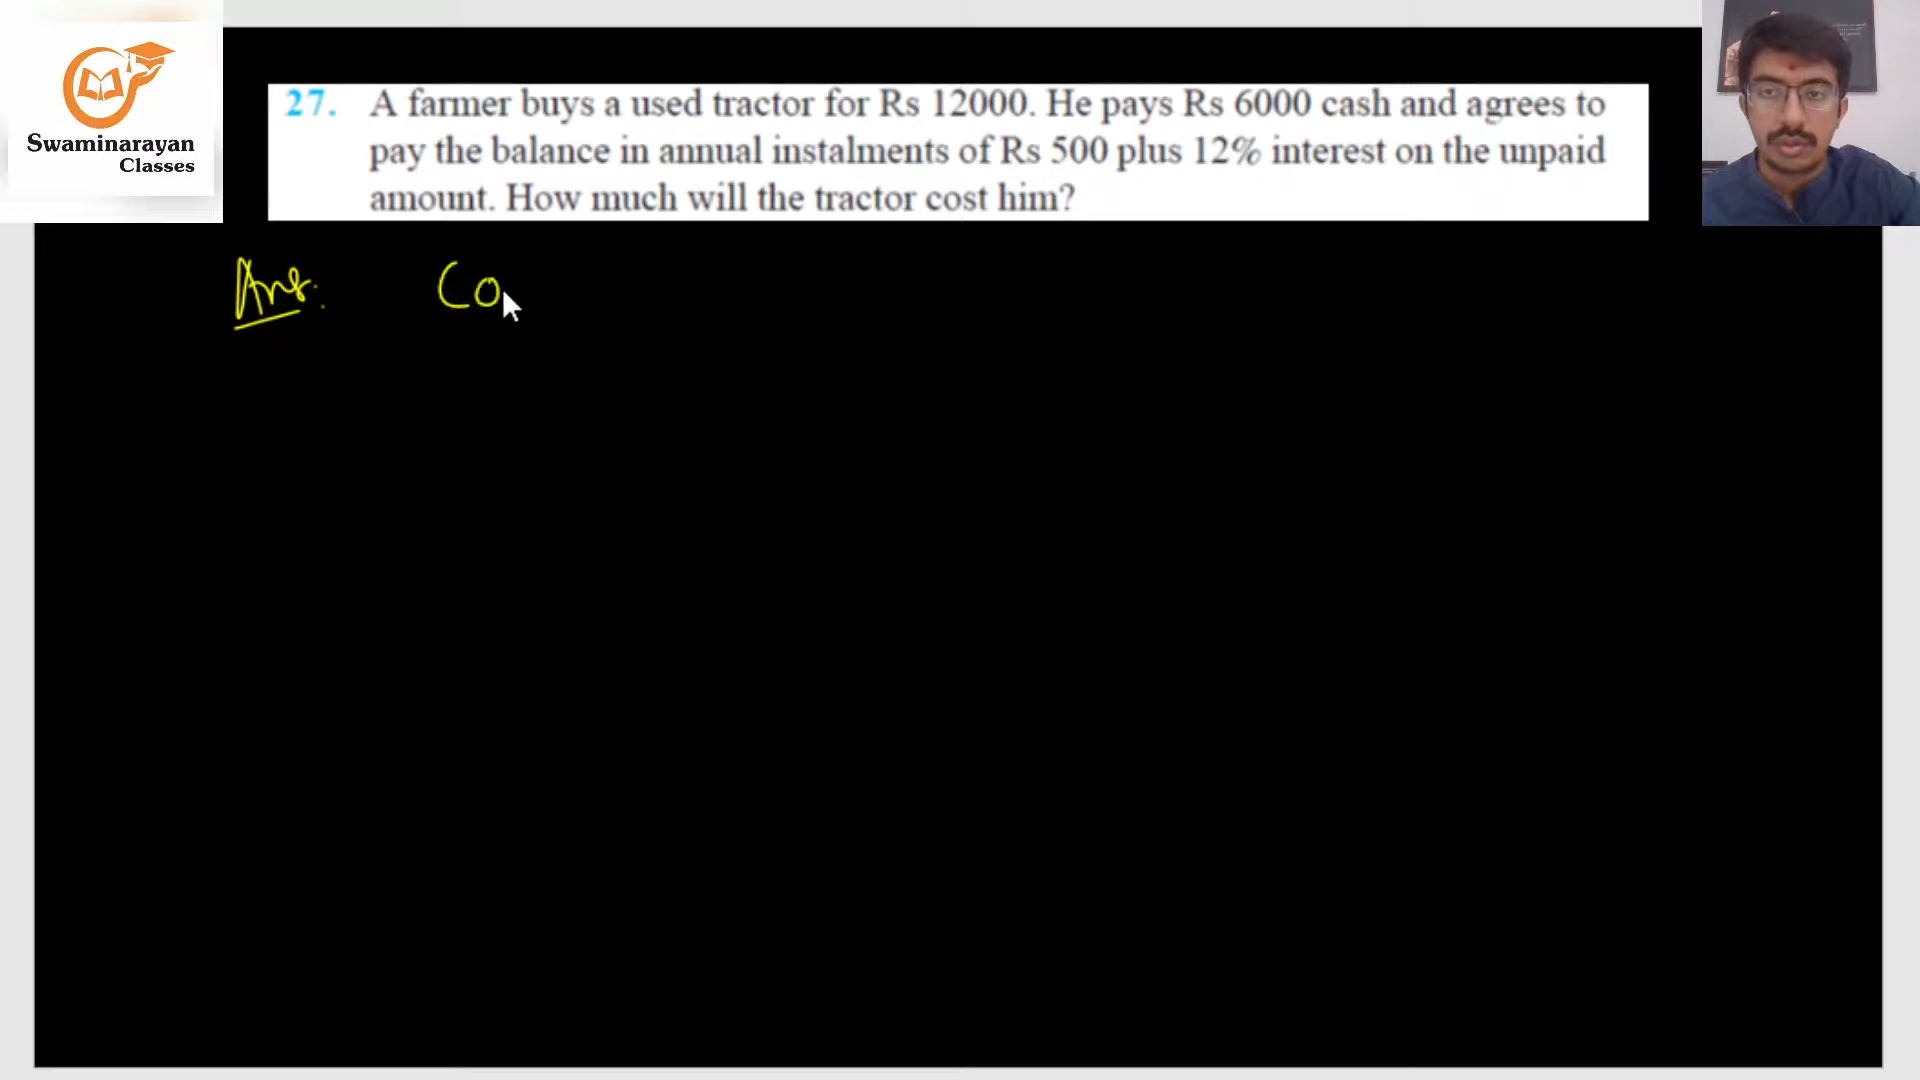 Swaminarayan
Classes
27. A farmer buys a used tractor for Rs 12000. He pays Rs 6000 cash and agrees to
pay the balance in annual instalments of Rs 500 plus 12% interest on the unpaid
amount. How much will the tractor cost him?
Ans: Co